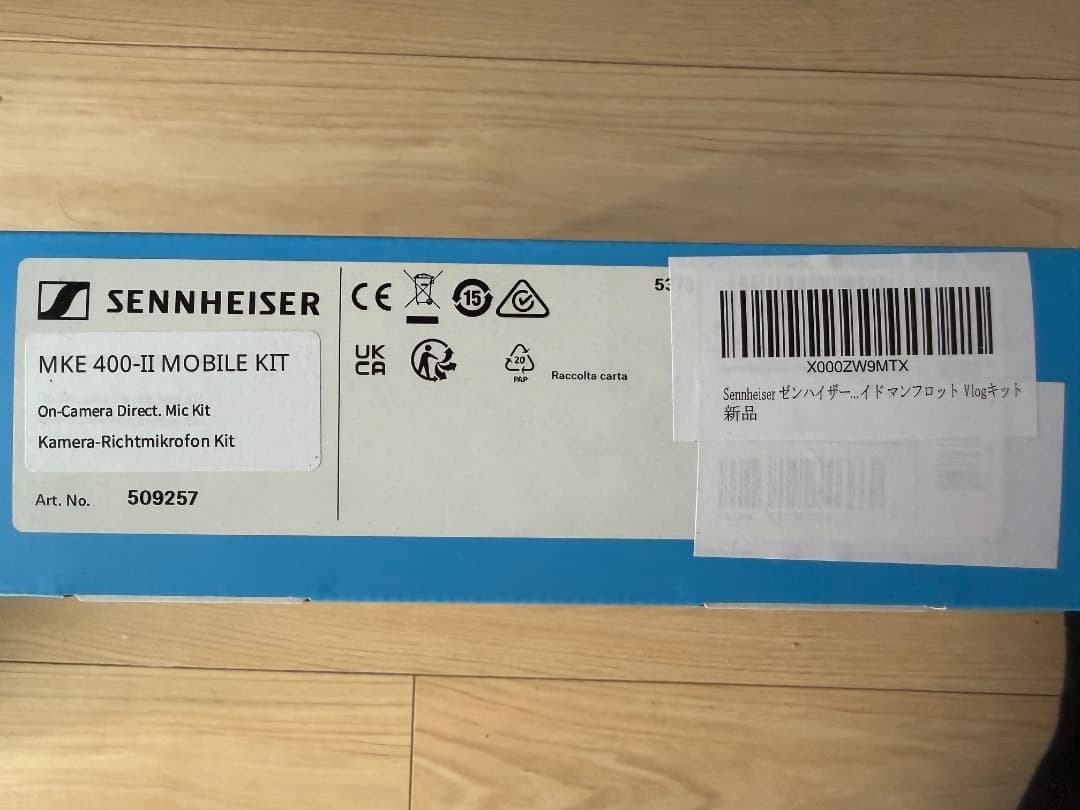 SENNHEISER
MKE 400-II MOBILE KIT
On-Camera Direct. Mic Kit
Kamera-Richtmikrofon Kit
Art. No. 509257
CE
15
UK
CA
20
PAP
Raccolta carta
X000ZW9MTX
Sennheiser ゼンハイザー...イド マンフロット Vlogキット
新品